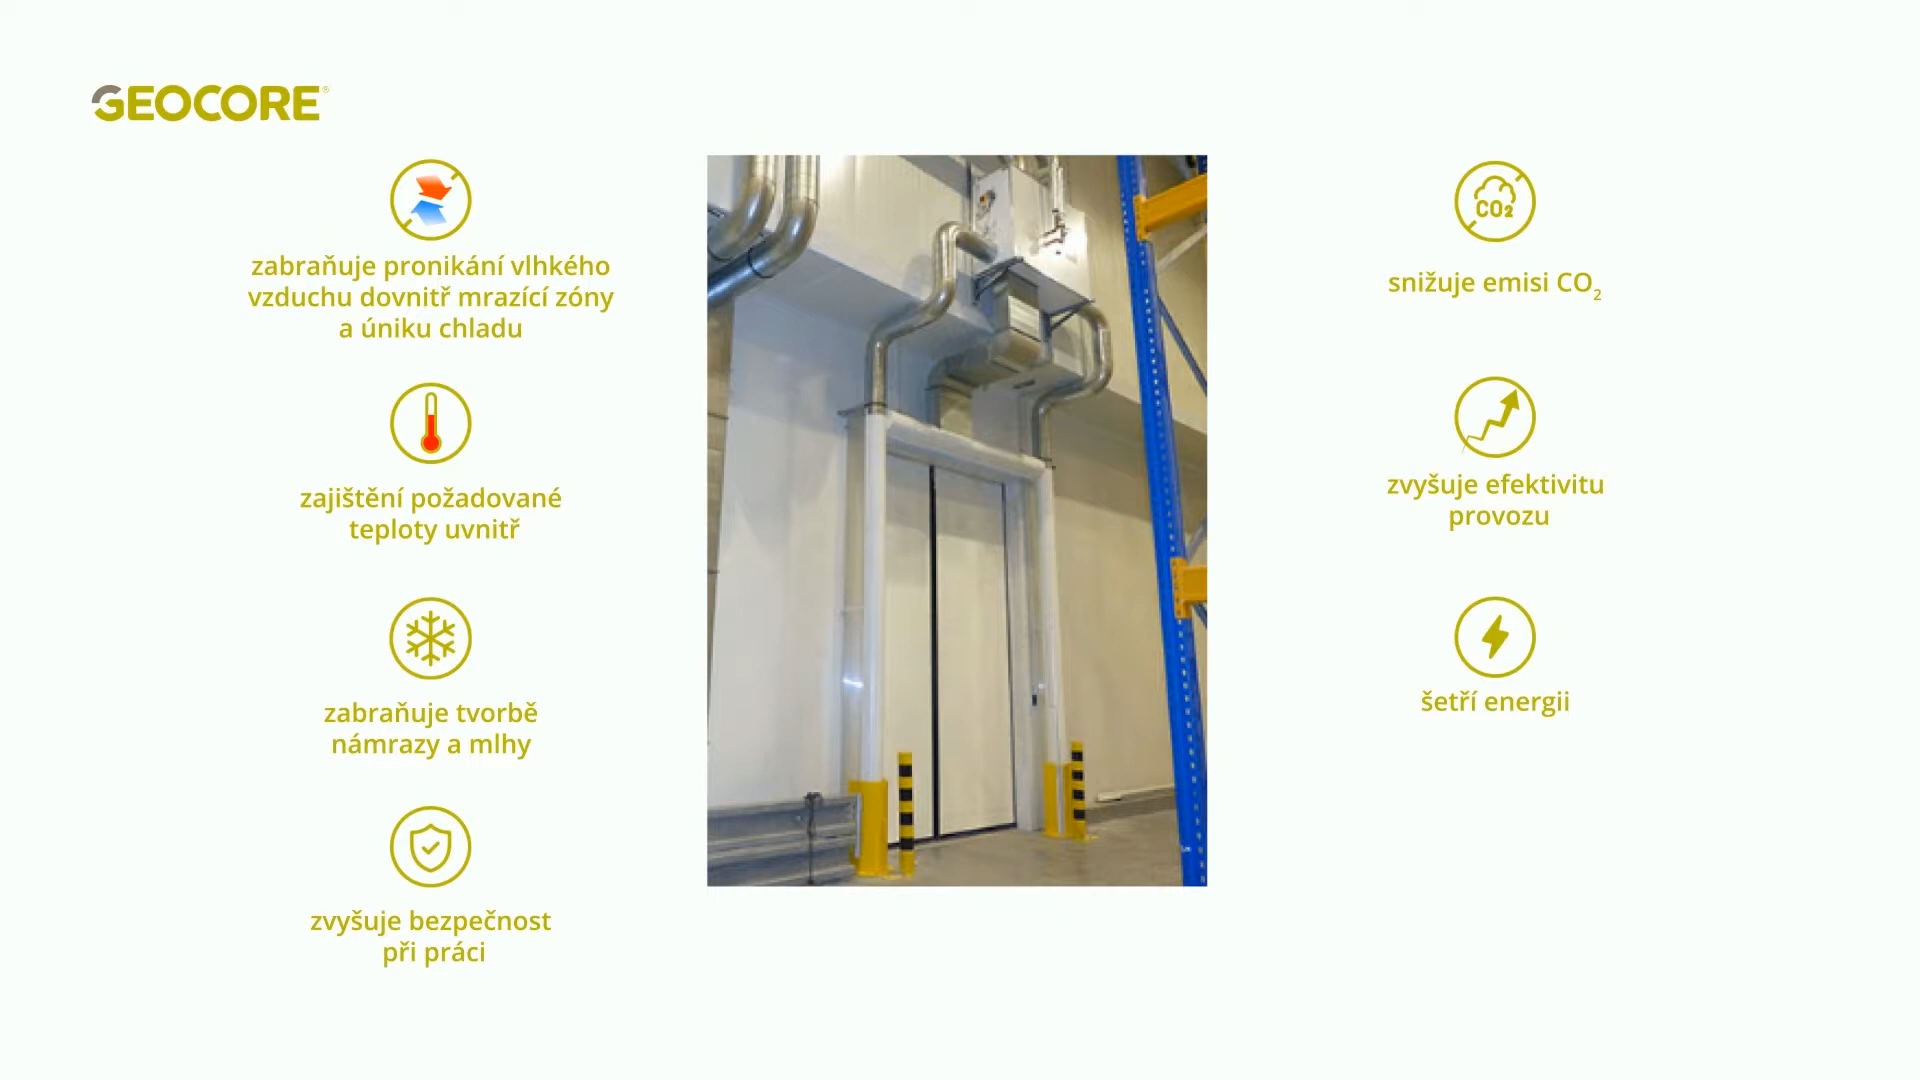 GEOCORE®
zabraňuje pronikání vlhkého
vzduchu dovnitř mrazící zóny
a úniku chladu
zajištění požadované
teploty uvnitř
zabraňuje tvorbě
námrazy a mlhy
zvyšuje bezpečnost
při práci
CO₂
snižuje emisi CO₂
zvyšuje efektivitu
provozu
šetří energii